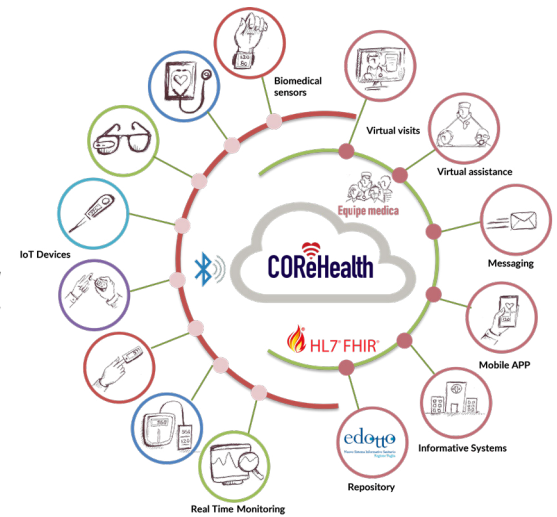 Biomedical
sensors
Virtual visits
Virtual assistance
Equipe medica
IoT Devices
COReHealth
Messaging
HL7® FHIR®
Mobile APP
Informative Systems
edotto
Repository
Real Time Monitoring